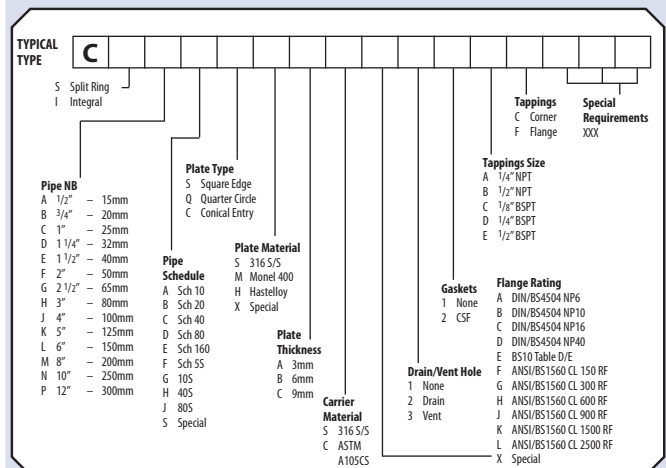 TYPICAL
TYPE
C
S Split Ring
I Integral
Pipe NB
A 1/2" – 15mm
B 3/4" – 20mm
C 1" – 25mm
D 1 1/4" – 32mm
E 1 1/2" – 40mm
F 2" – 50mm
G 2 1/2" – 65mm
H 3" – 80mm
J 4" – 100mm
K 5" – 125mm
L 6" – 150mm
M 8" – 200mm
N 10" – 250mm
P 12" – 300mm
Pipe
Schedule
A Sch 10
B Sch 20
C Sch 40
D Sch 80
E Sch 160
F Sch 5S
G 10S
H 40S
J 80S
S Special
Plate Type
S Square Edge
Q Quarter Circle
C Conical Entry
Plate Material
S 316 S/S
M Monel 400
H Hastelloy
X Special
Plate
Thickness
A 3mm
B 6mm
C 9mm
Carrier
Material
S 316 S/S
C ASTM
A105CS
Drain/Vent Hole
1 None
2 Drain
3 Vent
Gaskets
1 None
2 CSF
Flange Rating
A DIN/BS4504 NP6
B DIN/BS4504 NP10
C DIN/BS4504 NP16
D DIN/BS4504 NP40
E BS10 Table D/E
F ANSI/BS1560 CL 150 RF
G ANSI/BS1560 CL 300 RF
H ANSI/BS1560 CL 600 RF
J ANSI/BS1560 CL 900 RF
K ANSI/BS1560 CL 1500 RF
L ANSI/BS1560 CL 2500 RF
X Special
Tappings Size
A 1/4" NPT
B 1/2" NPT
C 1/8" BSPT
D 1/4" BSPT
E 1/2" BSPT
Tappings
C Corner
F Flange
Special
Requirements
XXX